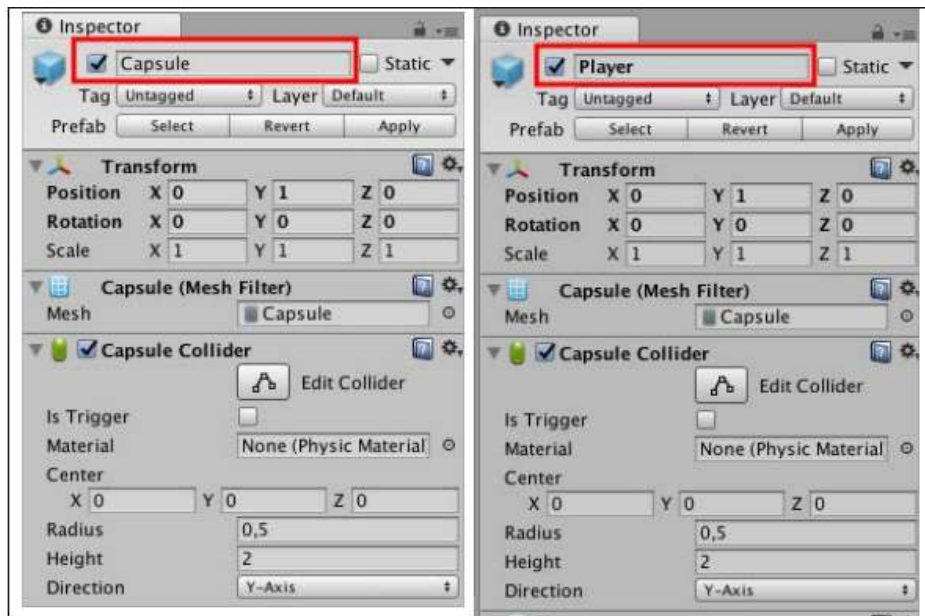 Inspector
Capsule
Static
Tag Untagged Layer Default
Prefab Select Revert Apply
Transform
Position X 0 Y 1 Z 0
Rotation X 0 Y 0 Z 0
Scale X 1 Y 1 Z 1
Capsule (Mesh Filter)
Mesh Capsule
Capsule Collider
Edit Collider
Is Trigger
Material None (Physic Material
Center
X 0 Y 0 Z 0
Radius 0,5
Height 2
Direction Y-Axis
Inspector
Player
Static
Tag Untagged Layer Default
Prefab Select Revert Apply
Transform
Position X 0 Y 1 Z 0
Rotation X 0 Y 0 Z 0
Scale X 1 Y 1 Z 1
Capsule (Mesh Filter)
Mesh Capsule
Capsule Collider
Edit Collider
Is Trigger
Material None (Physic Material
Center
X 0 Y 0 Z 0
Radius 0,5
Height 2
Direction Y-Axis